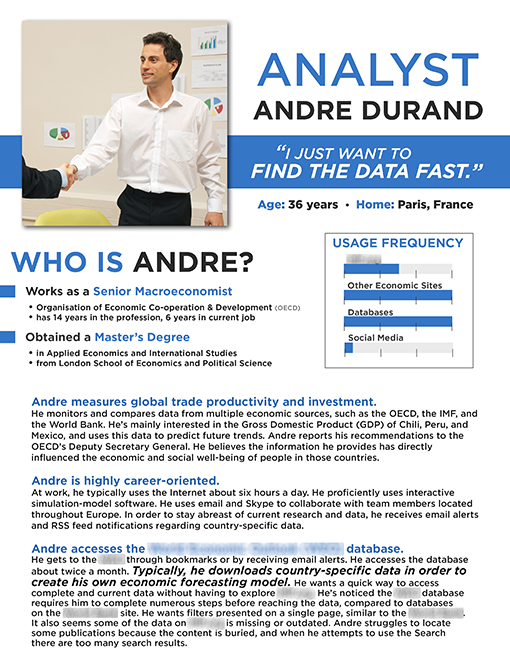 ANALYST
ANDRE DURAND
“I JUST WANT TO
FIND THE DATA FAST.”
Age: 36 years • Home: Paris, France
USAGE FREQUENCY
Other Economic Sites
Databases
Social Media
WHO IS ANDRE?
Works as a Senior Macroeconomist
• Organisation of Economic Co-operation & Development (OECD)
• has 14 years in the profession, 6 years in current job
Obtained a Master’s Degree
• in Applied Economics and International Studies
• from London School of Economics and Political Science
Andre measures global trade productivity and investment.
He monitors and compares data from multiple economic sources, such as the OECD, the IMF, and
the World Bank. He’s mainly interested in the Gross Domestic Product (GDP) of Chili, Peru, and
Mexico, and uses this data to predict future trends. Andre reports his recommendations to the
OECD’s Deputy Secretary General. He believes the information he provides has directly
influenced the economic and social well-being of people in those countries.
Andre is highly career-oriented.
At work, he typically uses the Internet about six hours a day. He proficiently uses interactive
simulation-model software. He uses email and Skype to collaborate with team members located
throughout Europe. In order to stay abreast of current research and data, he receives email alerts
and RSS feed notifications regarding country-specific data.
Andre accesses the database.
He gets to the through bookmarks or by receiving email alerts. He accesses the database
about twice a month. Typically, he downloads country-specific data in order to
create his own economic forecasting model. He wants a quick way to access
complete and current data without having to explore He’s noticed the database
requires him to complete numerous steps before reaching the data, compared to databases
on the site. He wants filters presented on a single page, similar to the
It also seems some of the data on is missing or outdated. Andre struggles to locate
some publications because the content is buried, and when he attempts to use the Search
there are too many search results.